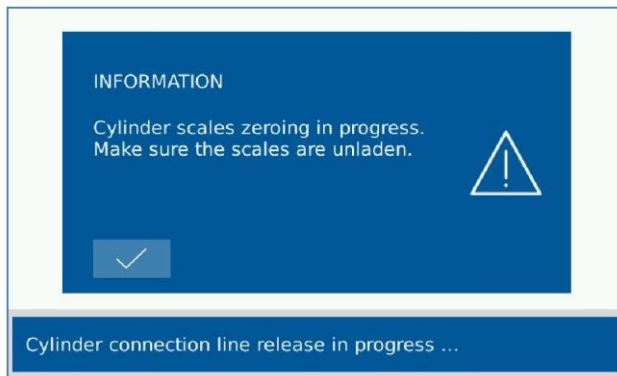 INFORMATION
Cylinder scales zeroing in progress.
Make sure the scales are unladen.
Cylinder connection line release in progress ...